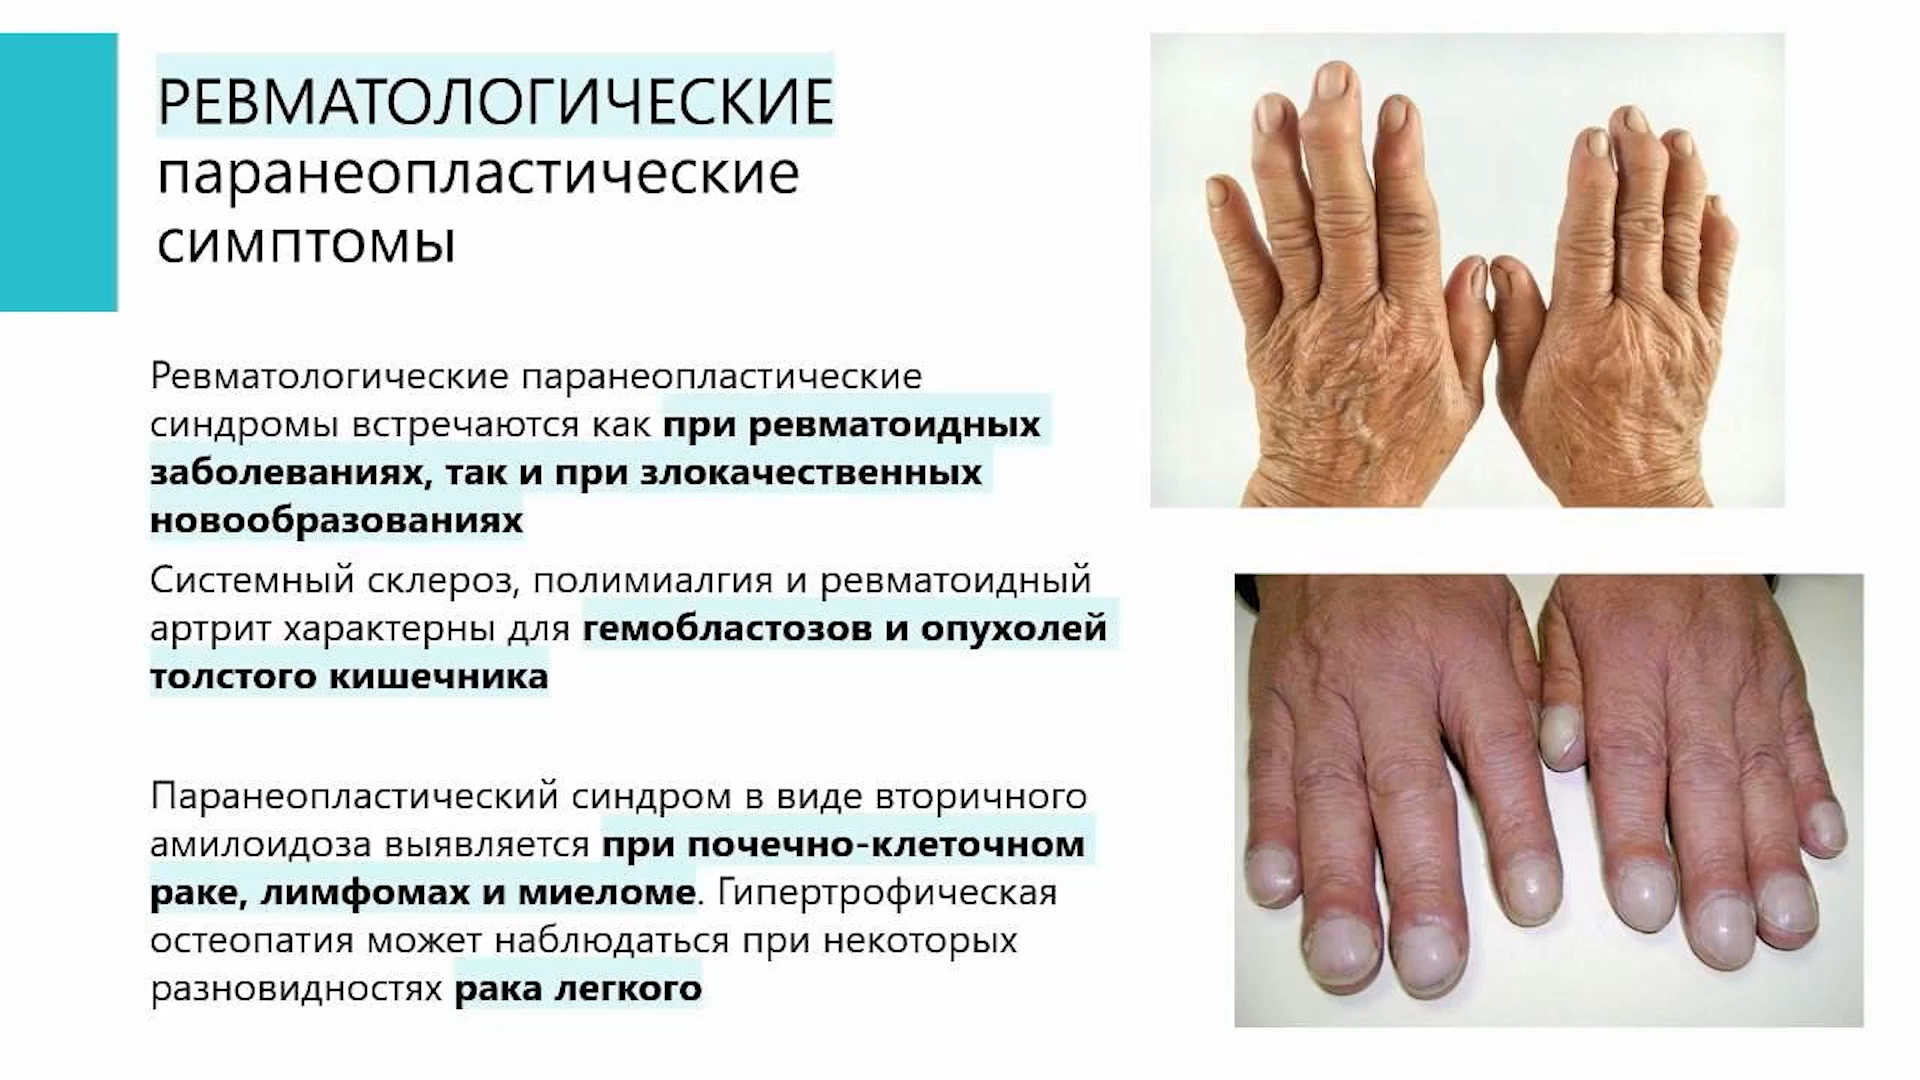 РЕВМАТОЛОГИЧЕСКИЕ
паранеопластические
симптомы
Ревматологические паранеопластические
синдромы встречаются как при ревматоидных
заболеваниях, так и при злокачественных
новообразованиях
Системный склероз, полимиалгия и ревматоидный
артрит характерны для гемобластозов и опухолей
толстого кишечника
Паранеопластический синдром в виде вторичного
амилоидоза выявляется при почечно-клеточном
раке, лимфомах и миеломе. Гипертрофическая
остеопатия может наблюдаться при некоторых
разновидностях рака легкого